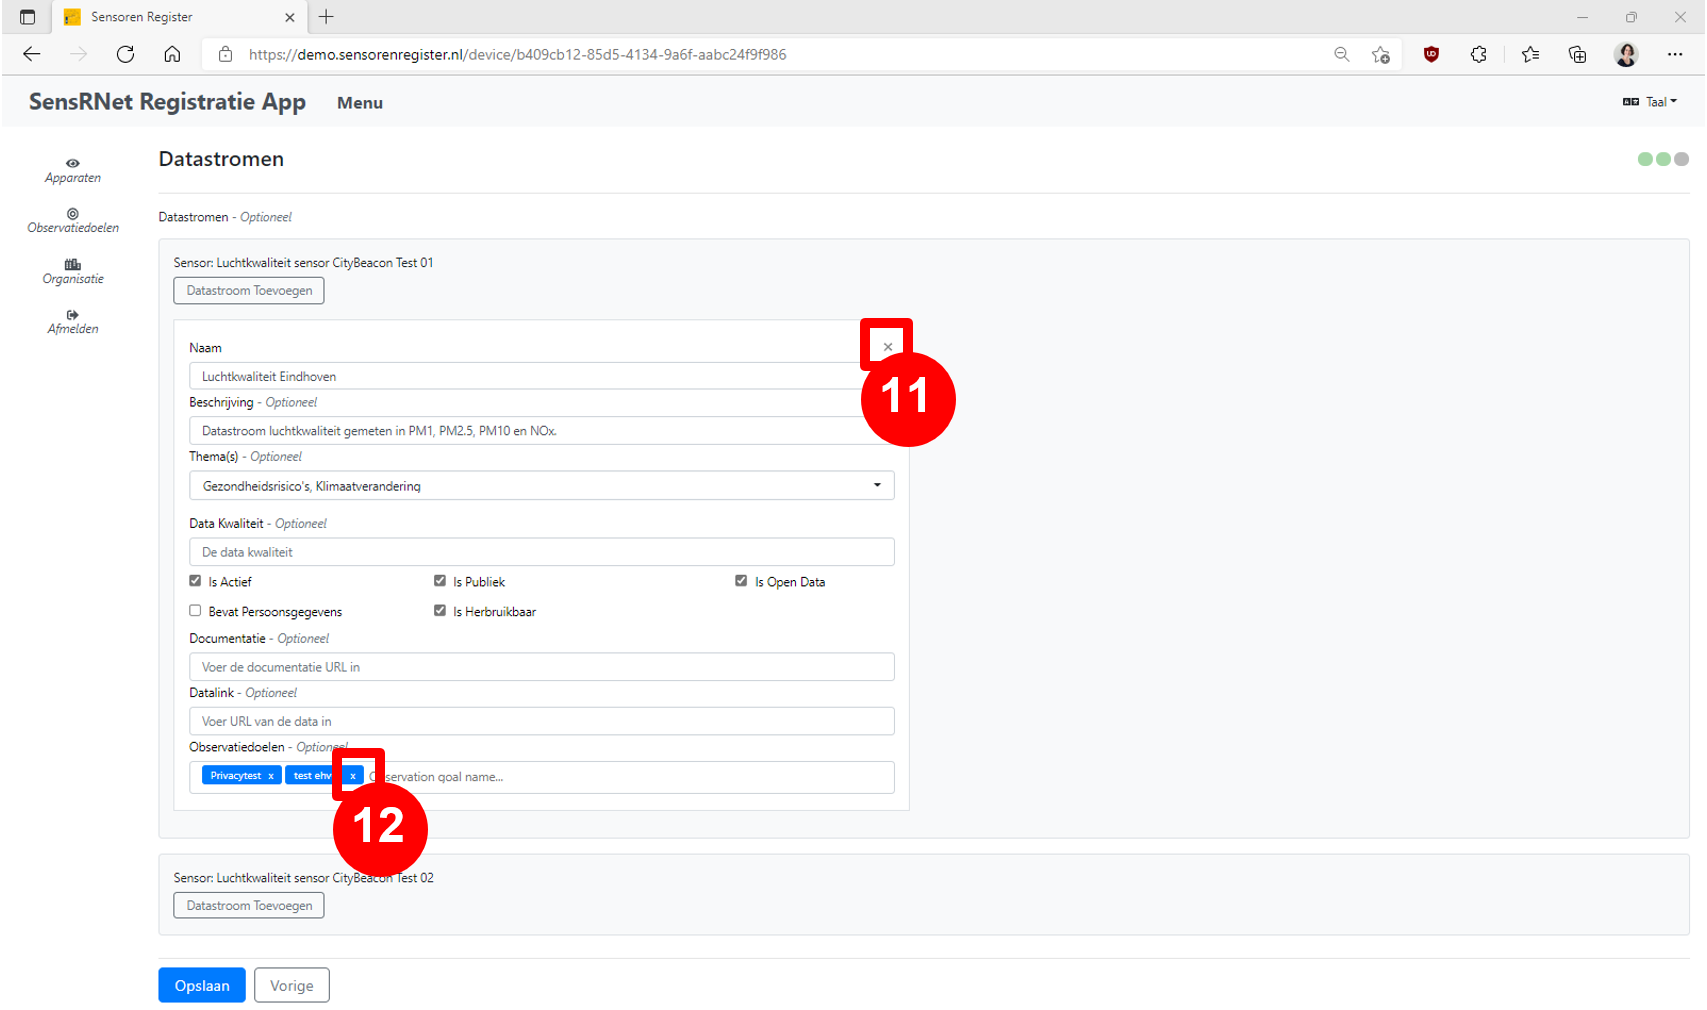 Sensoren Register
https://demo.sensorenregister.nl/device/b409cb12-85d5-4134-9a6f-aabc24f9f986
SensRNet Registratie App Menu Taal
Apparaten
Observatiedoelen
Organisatie
Afmelden
Datastromen
Datastromen - Optioneel
Sensor: Luchtkwaliteit sensor CityBeacon Test 01
Datastroom Toevoegen
Naam
11
Luchtkwaliteit Eindhoven
Beschrijving - Optioneel
Datastroom luchtkwaliteit gemeten in PM1, PM2.5, PM10 en NOx.
Thema(s) - Optioneel
Gezondheidsrisico's, Klimaatverandering
Data Kwaliteit - Optioneel
De data kwaliteit
Is Actief Is Publiek Is Open Data
Bevat Persoonsgegevens Is Herbruikbaar
Documentatie - Optioneel
Voer de documentatie URL in
Datalink - Optioneel
Voer URL van de data in
Observatiedoelen - Optioneel
Privacytest x test ehv x servation goal name...
12
Sensor: Luchtkwaliteit sensor CityBeacon Test 02
Datastroom Toevoegen
Opslaan Vorige